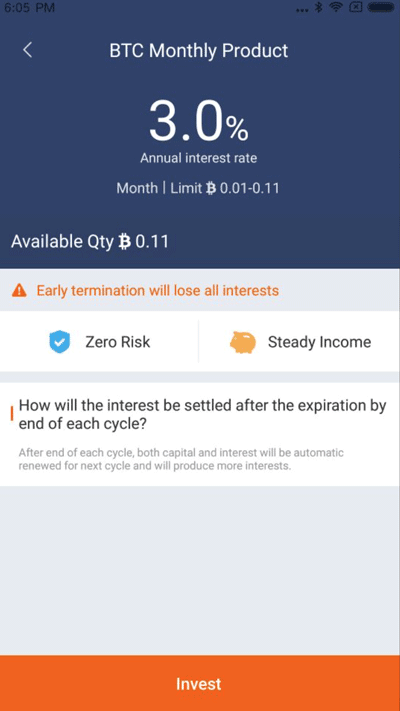 6:05 PM
BTC Monthly Product
3.0%
Annual interest rate
Month | Limit ₿ 0.01-0.11
Available Qty ₿ 0.11
Early termination will lose all interests
Zero Risk
Steady Income
How will the interest be settled after the expiration by
end of each cycle?
After end of each cycle, both capital and interest will be automatic
renewed for next cycle and will produce more interests.
Invest